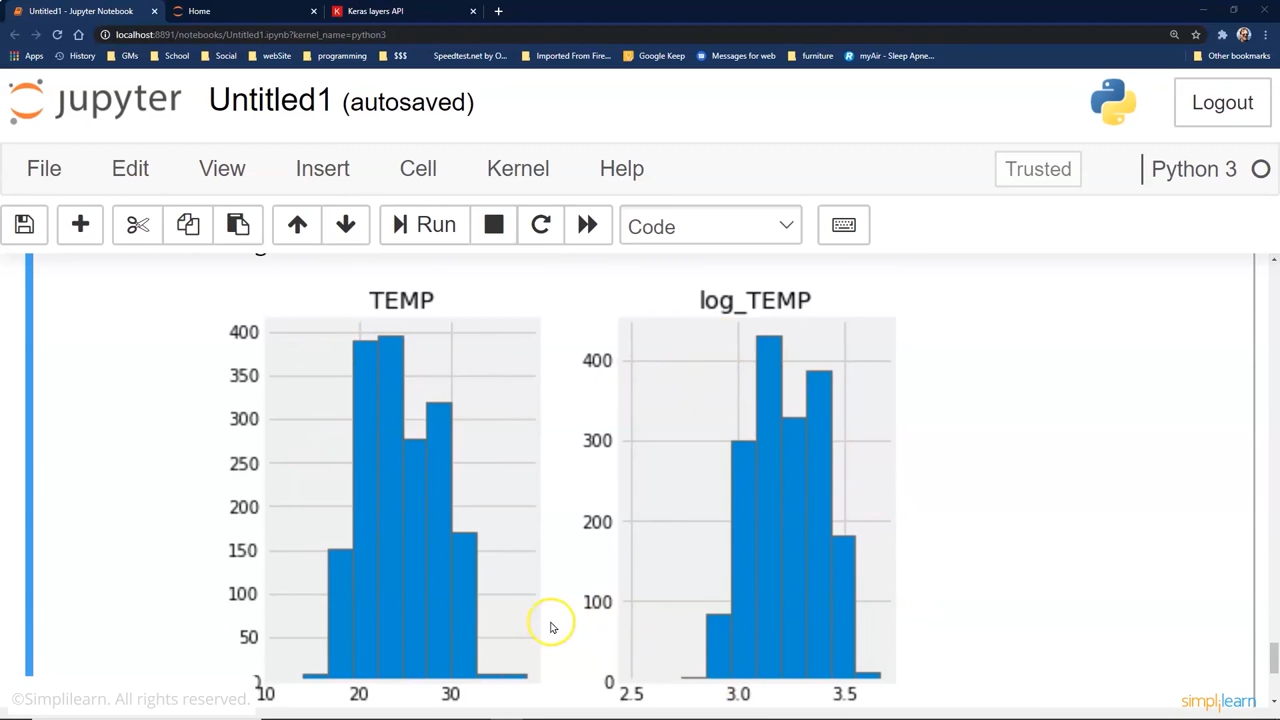 Untitled1 - Jupyter Notebook
Home
Keras layers API
localhost:8891/notebooks/Untitled1.ipynb?kernel_name=python3
Apps History GMs School Social webSite programming $$$ Speedtest.net by O... Imported From Fire... Google Keep Messages for web furniture myAir - Sleep Apne... Other bookmarks
jupyter Untitled1 (autosaved)
Logout
File Edit View Insert Cell Kernel Help
Trusted
Python 3
Run
Code
TEMP
400
350
300
250
200
150
100
50
10 20 30
log_TEMP
400
300
200
100
0
2.5 3.0 3.5
©Simplilearn. All rights reserved.
simplilearn